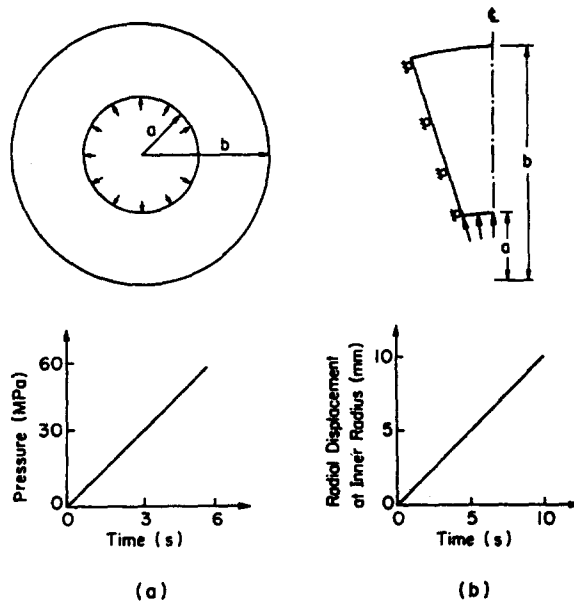 ℄
a
b
b
a
Pressure (MPa)
60
30
0
0
3
6
Time (s)
Radial Displacement
at Inner Radius (mm)
10
5
0
0
5
10
Time (s)
(a)
(b)